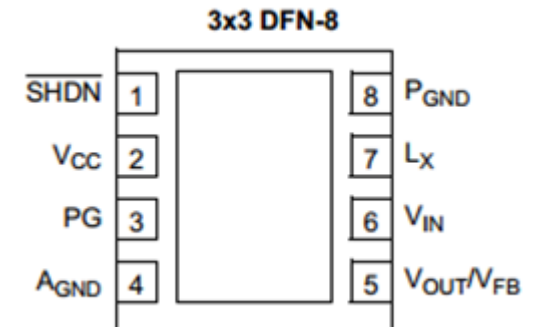 3x3 DFN-8
SHDN 1 8 PGND
VCC 2 7 LX
PG 3 6 VIN
AGND 4 5 VOUT/VFB